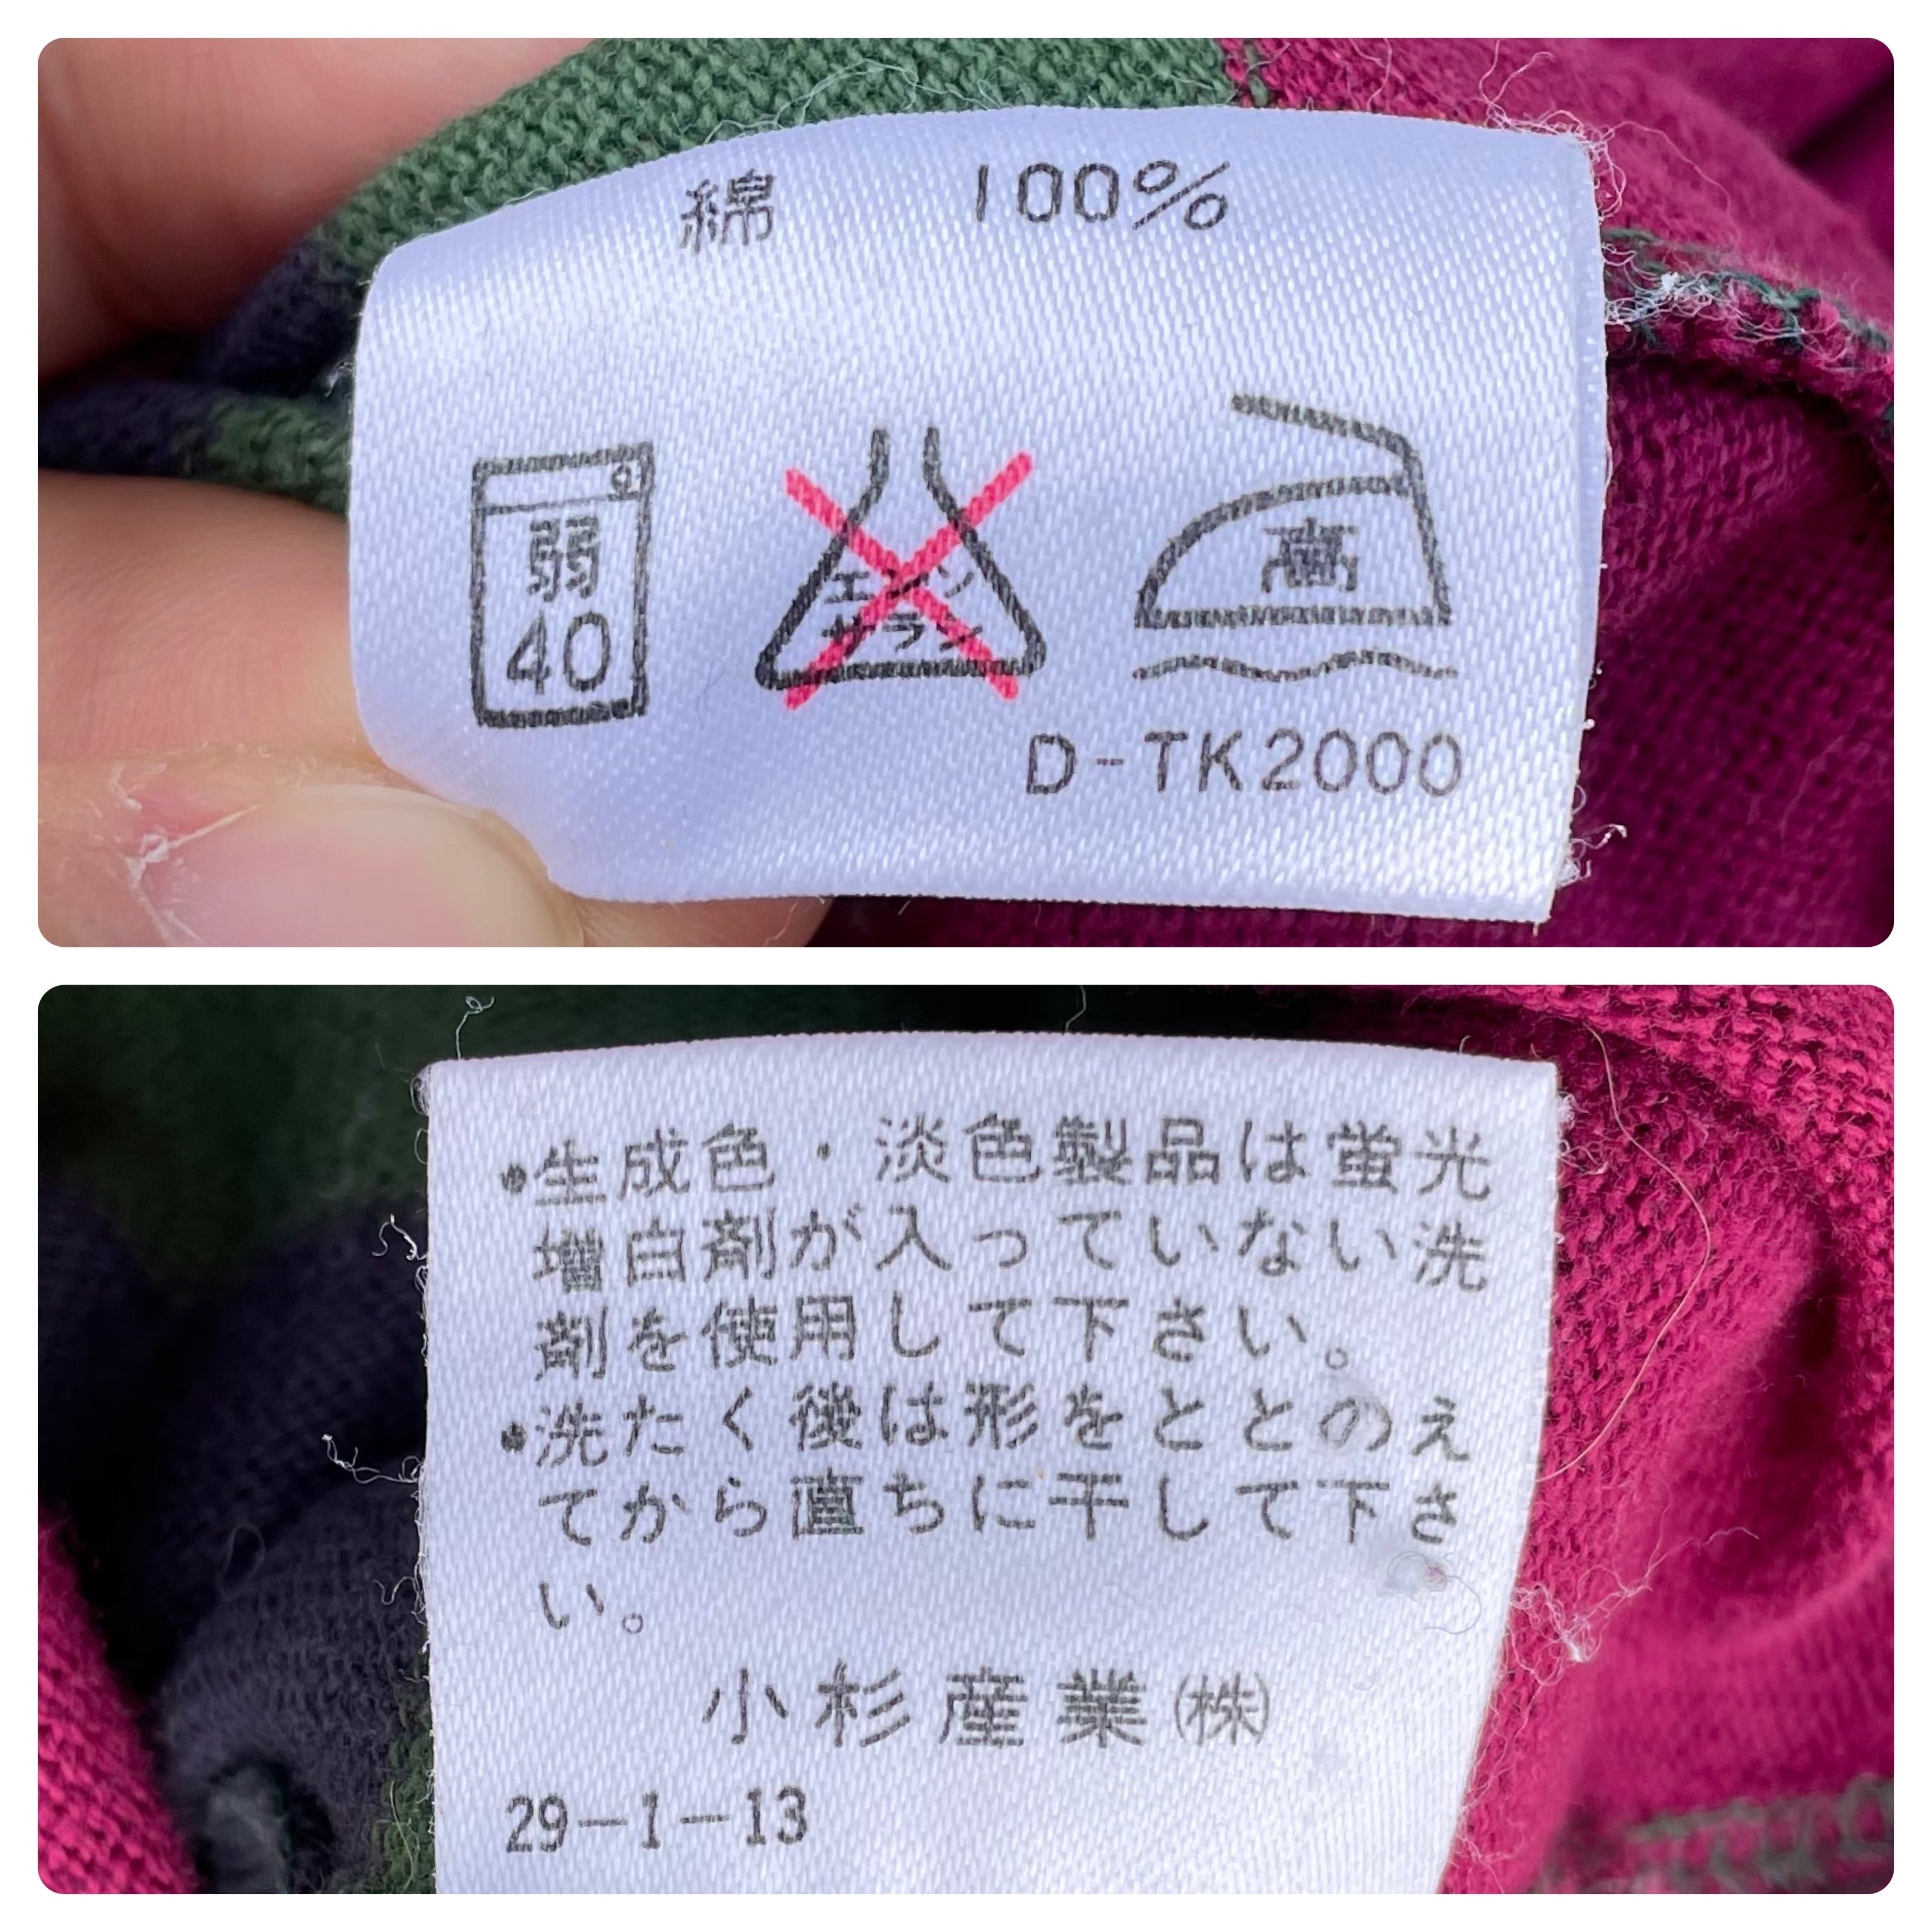 綿 100%
弱
40
エンソ
サラシ
高
D-TK2000
•生成色・淡色製品は蛍光
増白剤が入っていない洗
剤を使用して下さい。
•洗たく後は形をととのえ
てから直ちに干して下さ
い。
小杉産業㈱
29-1-13